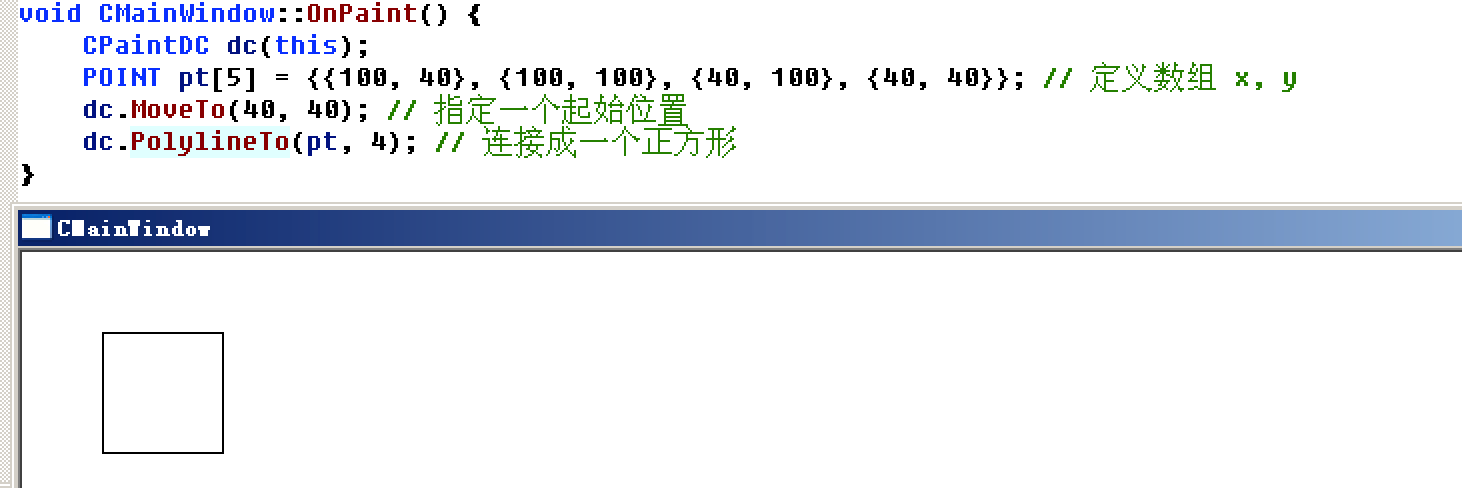 void CMainWindow::OnPaint() {
    CPaintDC dc(this);
    POINT pt[5] = {{100, 40}, {100, 100}, {40, 100}, {40, 40}}; // 定义数组 x, y
    dc.MoveTo(40, 40); // 指定一个起始位置
    dc.PolylineTo(pt, 4); // 连接成一个正方形
}
CMainWindow